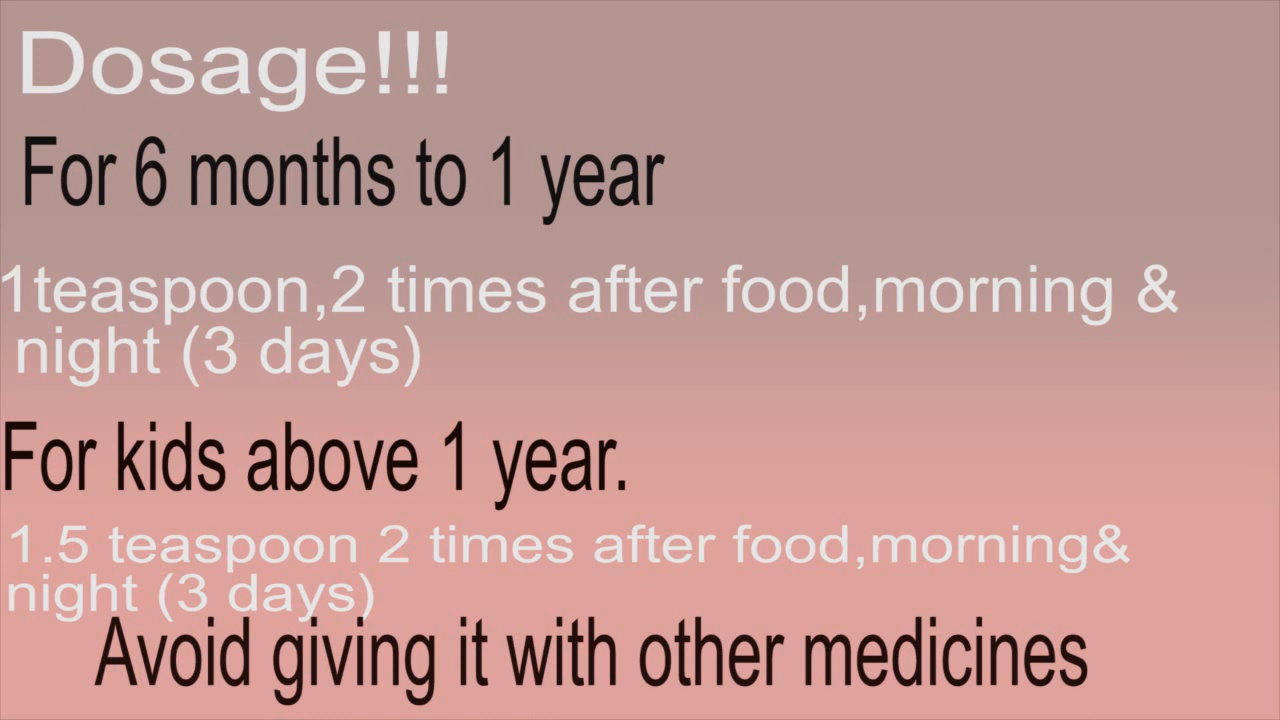 Dosage!!!
For 6 months to 1 year
1teaspoon,2 times after food,morning &
night (3 days)
For kids above 1 year.
1.5 teaspoon 2 times after food,morning&
night (3 days)
Avoid giving it with other medicines